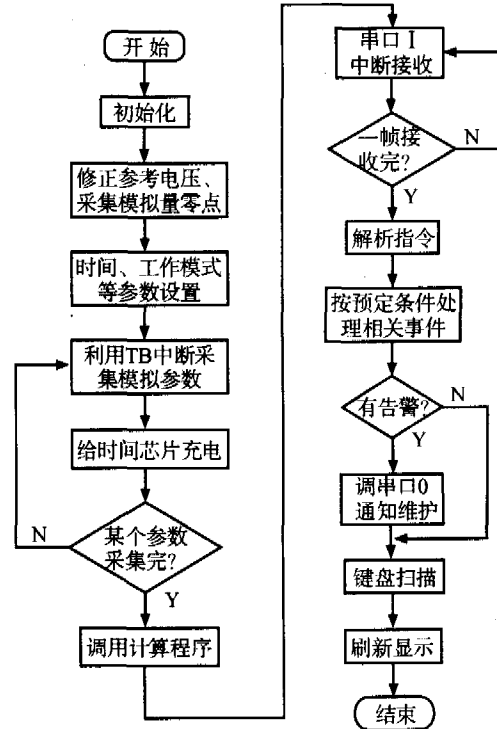 开始
初始化
修正参考电压、
采集模拟量零点
时间、工作模式
等参数设置
利用TB中断采
集模拟参数
给时间芯片充电
某个参数
采集完?
N
Y
调用计算程序
串口 I
中断接收
一帧接
收完?
N
Y
解析指令
按预定条件处
理相关事件
有告警?
N
Y
调串口0
通知维护
键盘扫描
刷新显示
结束